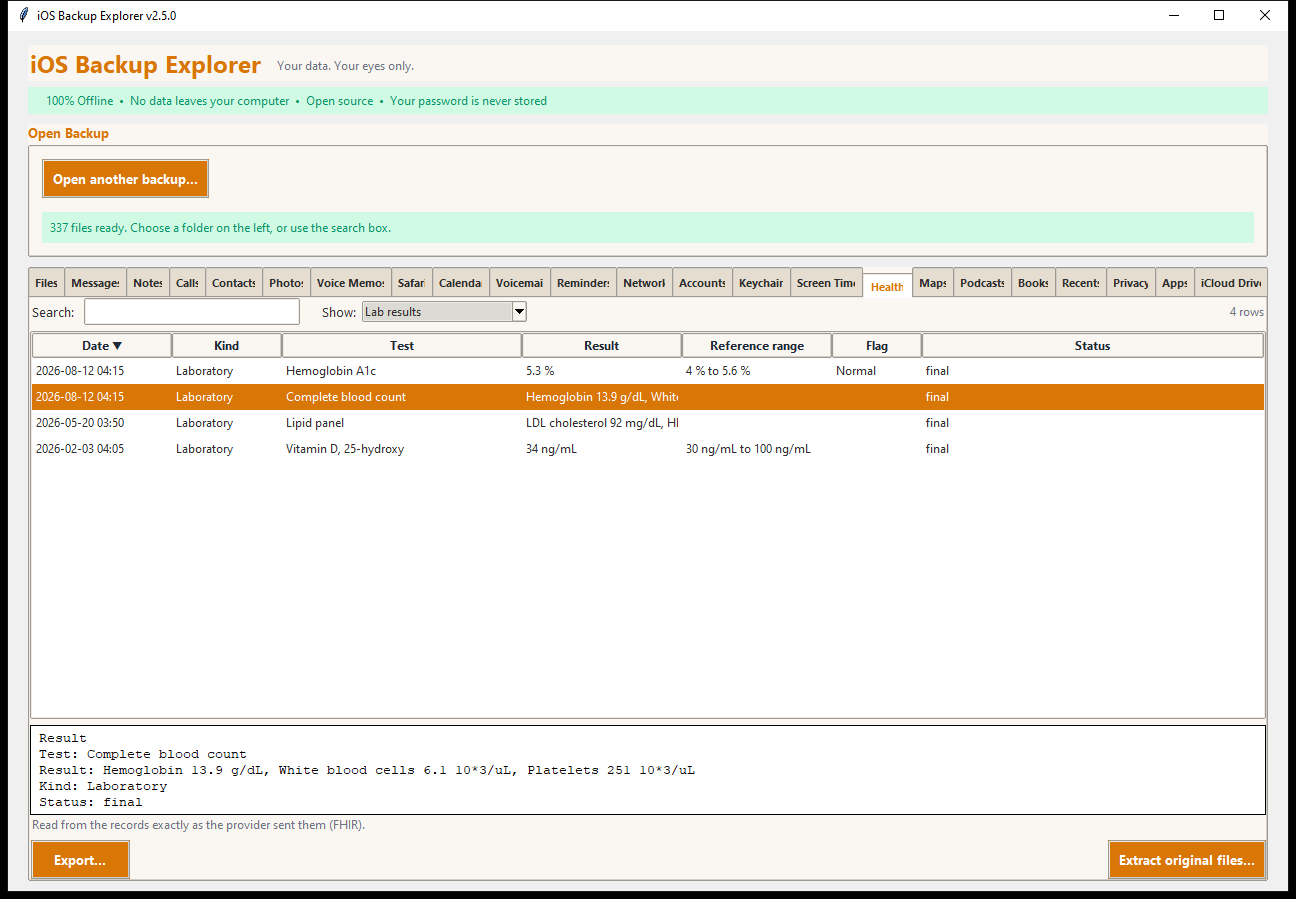 iOS Backup Explorer v2.5.0
iOS Backup Explorer Your data. Your eyes only.
100% Offline • No data leaves your computer • Open source • Your password is never stored
Open Backup
Open another backup...
337 files ready. Choose a folder on the left, or use the search box.
Files Messages Notes Calls Contacts Photos Voice Memos Safari Calenda Voicemai Reminders Network Accounts Keychain Screen Time Health Maps Podcasts Books Recents Privacy Apps iCloud Drive
Search: Show: Lab results 4 rows
Date ▼ Kind Test Result Reference range Flag Status
2026-08-12 04:15 Laboratory Hemoglobin A1c 5.3 % 4 % to 5.6 % Normal final
2026-08-12 04:15 Laboratory Complete blood count Hemoglobin 13.9 g/dL, White final
2026-05-20 03:50 Laboratory Lipid panel LDL cholesterol 92 mg/dL, HI final
2026-02-03 04:05 Laboratory Vitamin D, 25-hydroxy 34 ng/mL 30 ng/mL to 100 ng/mL final
Result
Test: Complete blood count
Result: Hemoglobin 13.9 g/dL, White blood cells 6.1 10*3/uL, Platelets 251 10*3/uL
Kind: Laboratory
Status: final
Read from the records exactly as the provider sent them (FHIR).
Export... Extract original files...